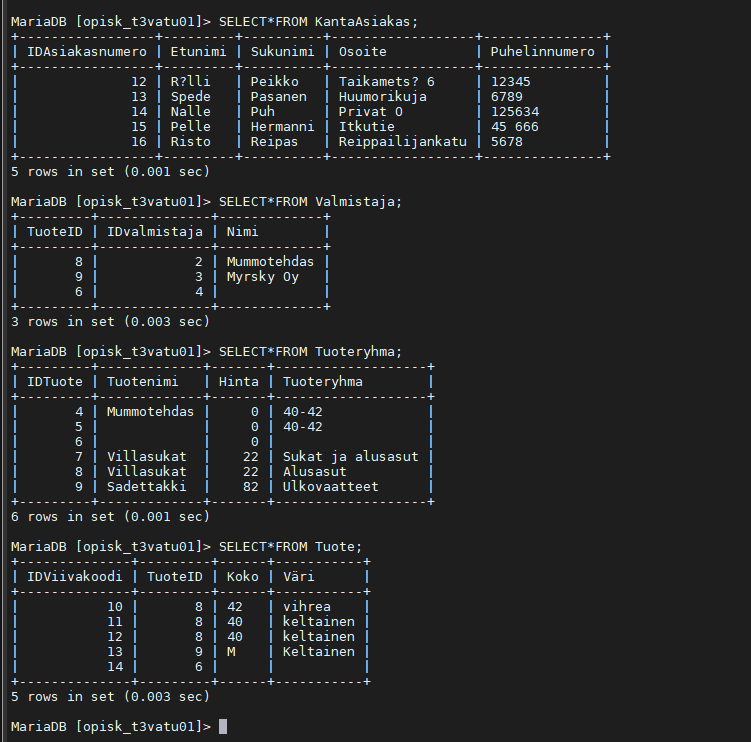 MariaDB [opisk_t3vatu01]> SELECT*FROM KantaAsiakas;
+----------------+---------+----------+------------------+---------------+
| IDAsiakasnumero | Etunimi | Sukunimi | Osoite           | Puhelinnumero |
+----------------+---------+----------+------------------+---------------+
|              12 | R?lli   | Peikko   | Taikamets? 6     | 12345         |
|              13 | Spede   | Pasanen  | Huumorikuja      | 6789          |
|              14 | Nalle   | Puh      | Privat O         | 125634        |
|              15 | Pelle   | Hermanni | Itkutie          | 45 666        |
|              16 | Risto   | Reipas   | Reippailijankatu | 5678          |
+----------------+---------+----------+------------------+---------------+
5 rows in set (0.001 sec)
MariaDB [opisk_t3vatu01]> SELECT*FROM Valmistaja;
+---------+--------------+-------------+
| TuoteID | IDvalmistaja | Nimi        |
+---------+--------------+-------------+
|       8 |            2 | Mummotehdas |
|       9 |            3 | Myrsky Oy   |
|       6 |            4 |             |
+---------+--------------+-------------+
3 rows in set (0.003 sec)
MariaDB [opisk_t3vatu01]> SELECT*FROM Tuoteryhma;
+---------+-------------+-------+-------------------+
| IDTuote | Tuotenimi   | Hinta | Tuoteryhma        |
+---------+-------------+-------+-------------------+
|       4 | Mummotehdas |     0 | 40-42             |
|       5 |             |     0 | 40-42             |
|       6 |             |     0 |                   |
|       7 | Villasukat  |    22 | Sukat ja alusasut |
|       8 | Villasukat  |    22 | Alusasut          |
|       9 | Sadettakki  |    82 | Ulkovaatteet      |
+---------+-------------+-------+-------------------+
6 rows in set (0.001 sec)
MariaDB [opisk_t3vatu01]> SELECT*FROM Tuote;
+--------------+---------+------+-----------+
| IDViivakoodi | TuoteID | Koko | Väri      |
+--------------+---------+------+-----------+
|           10 |       8 | 42   | vihrea    |
|           11 |       8 | 40   | keltainen |
|           12 |       8 | 40   | keltainen |
|           13 |       9 | M    | Keltainen |
|           14 |       6 |      |           |
+--------------+---------+------+-----------+
5 rows in set (0.003 sec)
MariaDB [opisk_t3vatu01]>